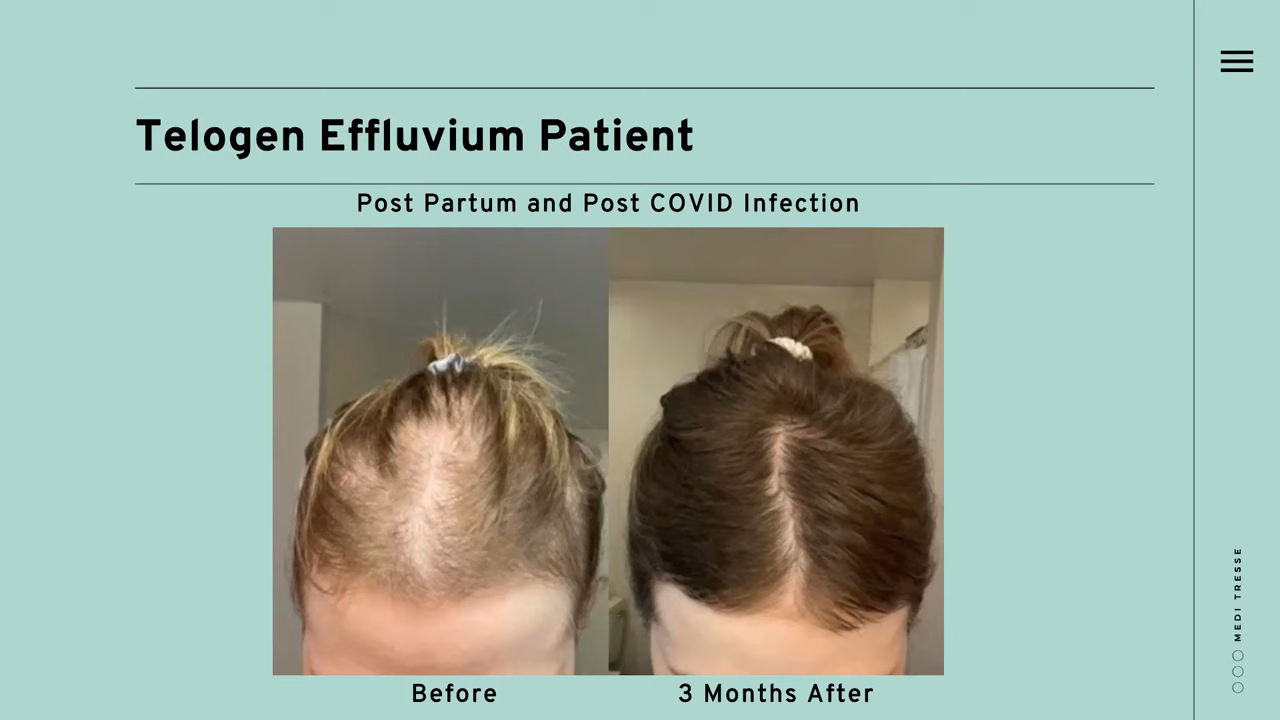 Telogen Effluvium Patient
Post Partum and Post COVID Infection
Before
3 Months After
MEDI TRESSE